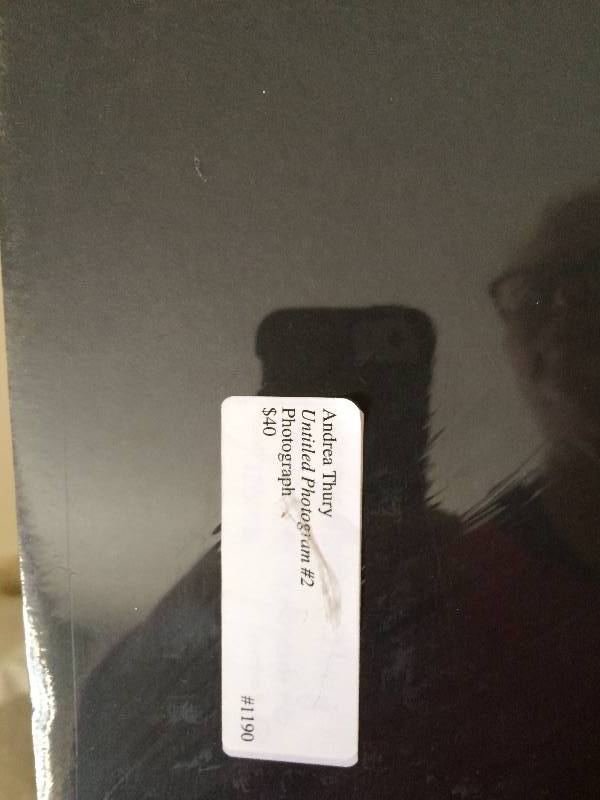 Andrea Thury
Untitled Photogram #2
Photograph
$40
#1190